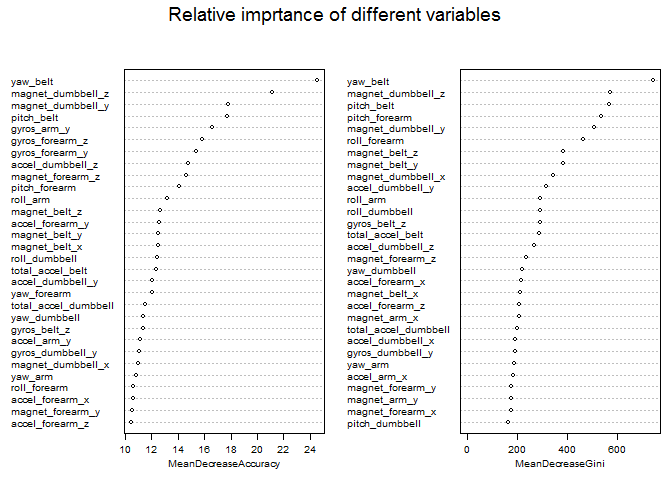 Relative imprtance of different variables
yaw_belt
magnet_dumbbell_z
magnet_dumbbell_y
pitch_belt
gyros_arm_y
gyros_forearm_z
gyros_forearm_y
accel_dumbbell_z
magnet_forearm_z
pitch_forearm
roll_arm
magnet_belt_z
accel_forearm_y
magnet_belt_y
magnet_belt_x
roll_dumbbell
total_accel_belt
accel_dumbbell_y
yaw_forearm
total_accel_dumbbell
yaw_dumbbell
gyros_belt_z
accel_arm_y
gyros_dumbbell_y
magnet_dumbbell_x
yaw_arm
roll_forearm
accel_forearm_x
magnet_forearm_y
accel_forearm_z
10 12 14 16 18 20 22 24
MeanDecreaseAccuracy
yaw_belt
magnet_dumbbell_z
pitch_belt
pitch_forearm
magnet_dumbbell_y
roll_forearm
magnet_belt_z
magnet_belt_y
magnet_dumbbell_x
accel_dumbbell_y
roll_arm
roll_dumbbell
gyros_belt_z
total_accel_belt
accel_dumbbell_z
magnet_forearm_z
yaw_dumbbell
accel_forearm_x
magnet_belt_x
accel_forearm_z
magnet_arm_x
total_accel_dumbbell
accel_dumbbell_x
gyros_dumbbell_y
yaw_arm
accel_arm_x
magnet_forearm_y
magnet_arm_y
magnet_forearm_x
pitch_dumbbell
0 200 400 600
MeanDecreaseGini